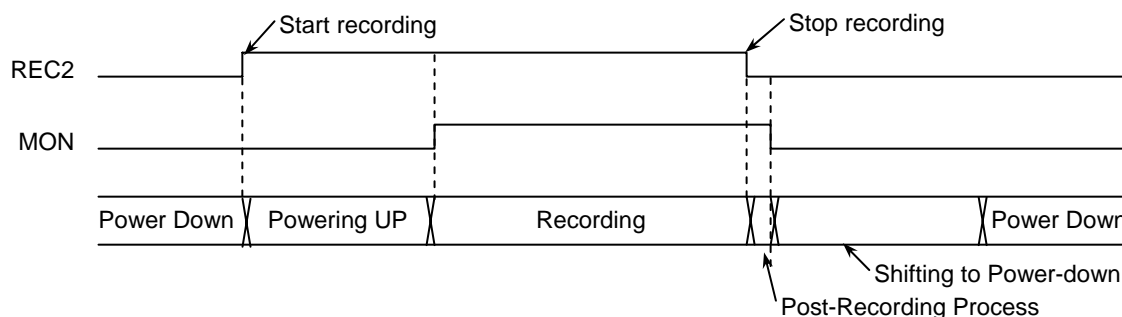 Start recording
Stop recording
REC2
MON
Power Down
Powering UP
Recording
Power Down
Shifting to Power-down
Post-Recording Process